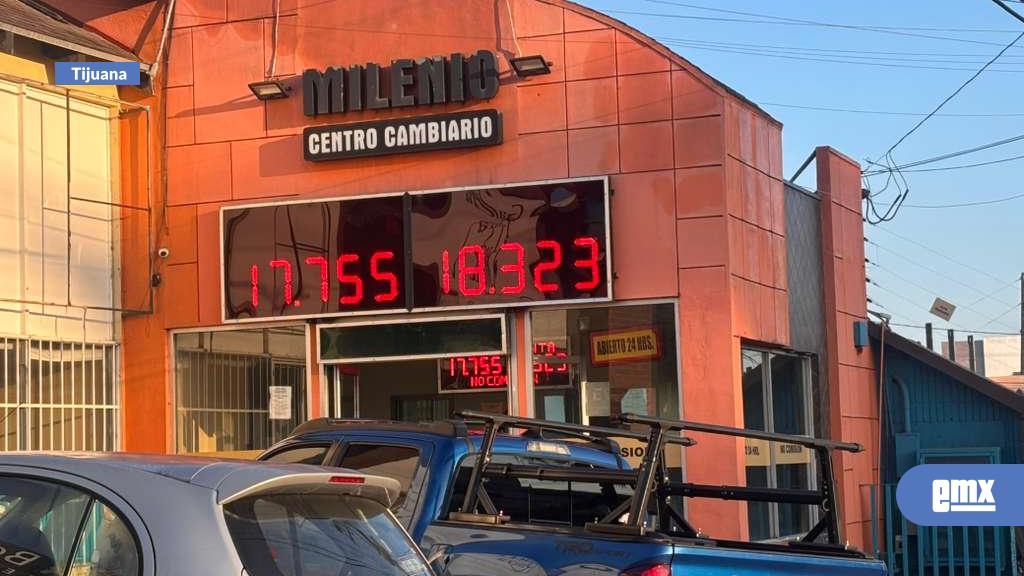 Tijuana
MILENIO
CENTRO CAMBIARIO
17.755 18.323
ABIERTO 24 HRS.
17.755
NO COM
emx